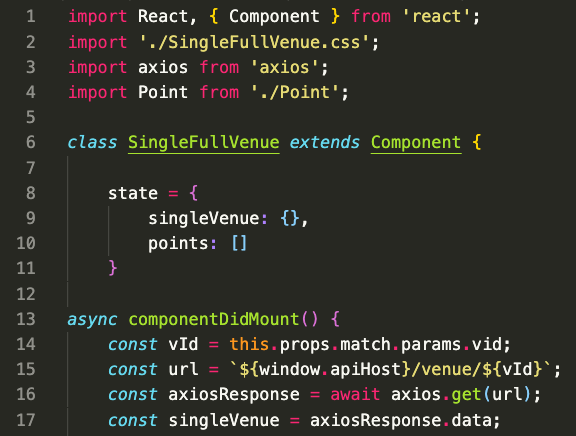 1 import React, { Component } from 'react';
2 import './SingleFullVenue.css';
3 import axios from 'axios';
4 import Point from './Point';
5
6 class SingleFullVenue extends Component {
7
8     state = {
9         singleVenue: {},
10         points: []
11     }
12
13 async componentDidMount() {
14     const vId = this.props.match.params.vid;
15     const url = `${window.apiHost}/venue/${vId}`;
16     const axiosResponse = await axios.get(url);
17     const singleVenue = axiosResponse.data;